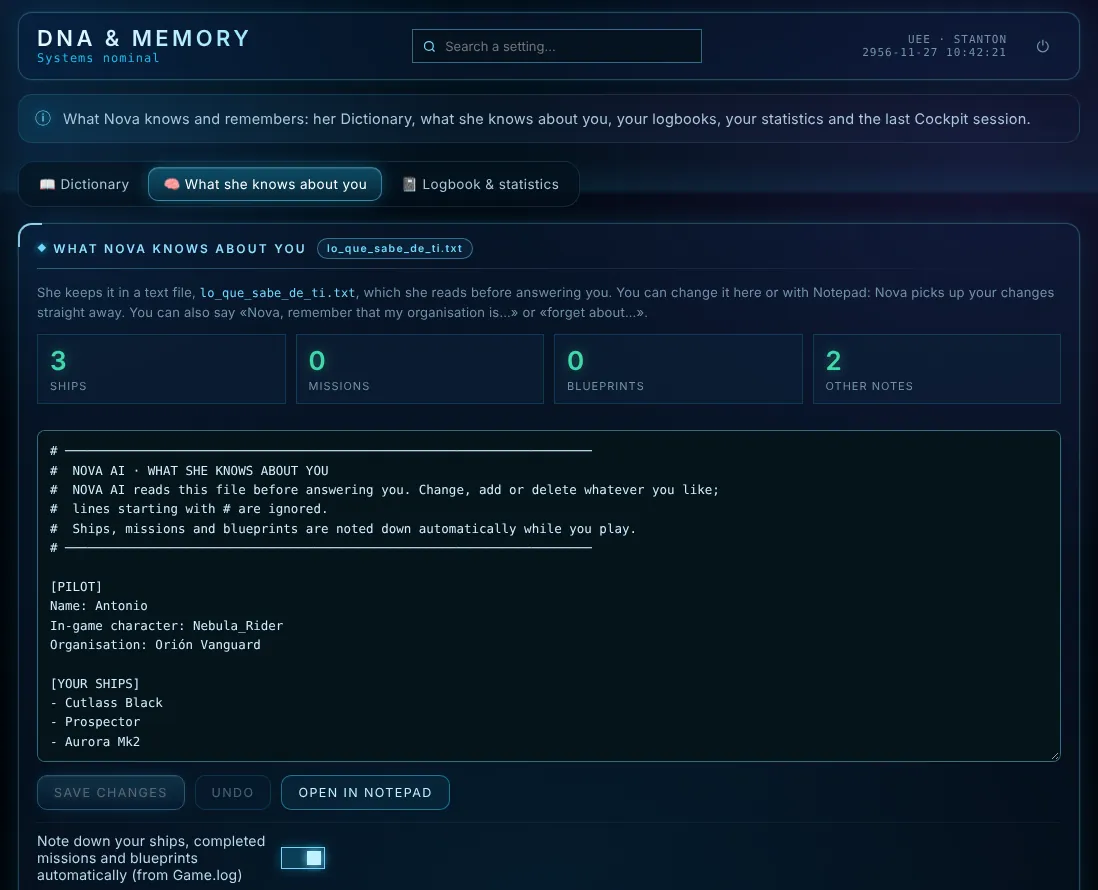 DNA & MEMORY
Systems nominal
Search a setting...
UEE · STANTON
2956-11-27 10:42:21
What Nova knows and remembers: her Dictionary, what she knows about you, your logbooks, your statistics and the last Cockpit session.
Dictionary
What she knows about you
Logbook & statistics
WHAT NOVA KNOWS ABOUT YOU
lo_que_sabe_de_ti.txt
She keeps it in a text file, lo_que_sabe_de_ti.txt, which she reads before answering you. You can change it here or with Notepad: Nova picks up your changes
straight away. You can also say «Nova, remember that my organisation is...» or «forget about...».
3
SHIPS
0
MISSIONS
0
BLUEPRINTS
2
OTHER NOTES
# ──────────────────────────────────────────────────────────────────────
# NOVA AI · WHAT SHE KNOWS ABOUT YOU
# NOVA AI reads this file before answering you. Change, add or delete whatever you like;
# lines starting with # are ignored.
# Ships, missions and blueprints are noted down automatically while you play.
# ──────────────────────────────────────────────────────────────────────
[PILOT]
Name: Antonio
In-game character: Nebula_Rider
Organisation: Orión Vanguard
[YOUR SHIPS]
- Cutlass Black
- Prospector
- Aurora Mk2
SAVE CHANGES
UNDO
OPEN IN NOTEPAD
Note down your ships, completed
missions and blueprints
automatically (from Game.log)